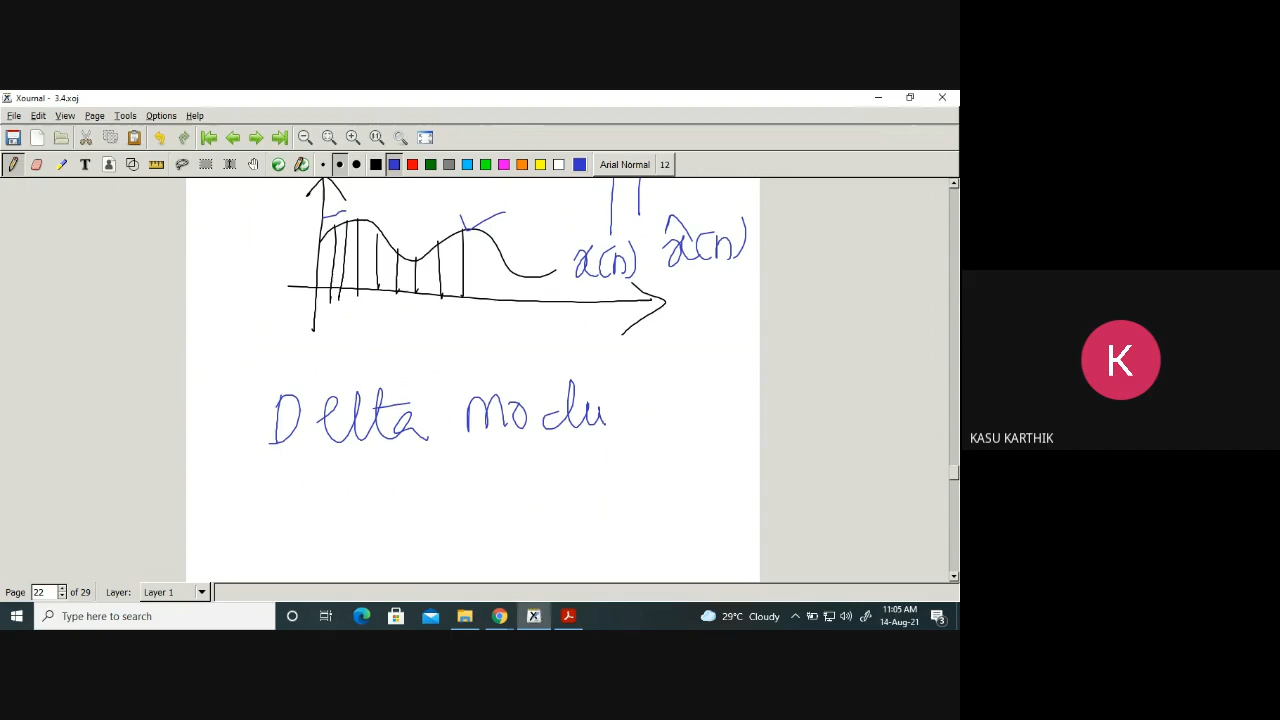 Xournal - 3.4.xoj
File Edit View Page Tools Options Help
Arial Normal 12
x(n) x̂(n)
Delta Modu
K
KASU KARTHIK
Page 22 of 29 Layer: Layer 1
Type here to search
29°C Cloudy
11:05 AM
14-Aug-21
3